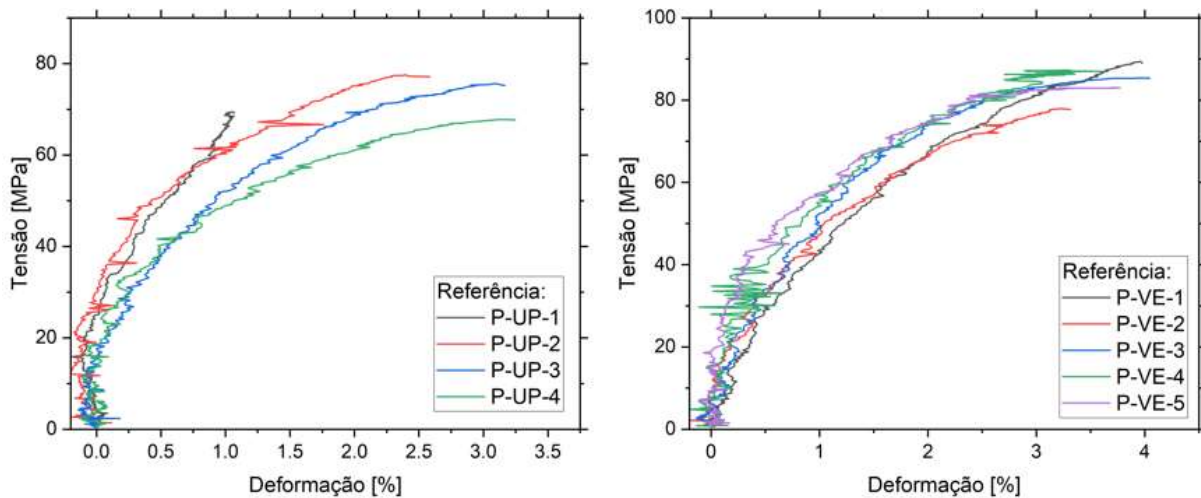 80
60
40
20
0
Tensão [MPa]
0.0 0.5 1.0 1.5 2.0 2.5 3.0 3.5
Deformação [%]
Referência:
P-UP-1
P-UP-2
P-UP-3
P-UP-4
100
80
60
40
20
0
Tensão [MPa]
0 1 2 3 4
Deformação [%]
Referência:
P-VE-1
P-VE-2
P-VE-3
P-VE-4
P-VE-5